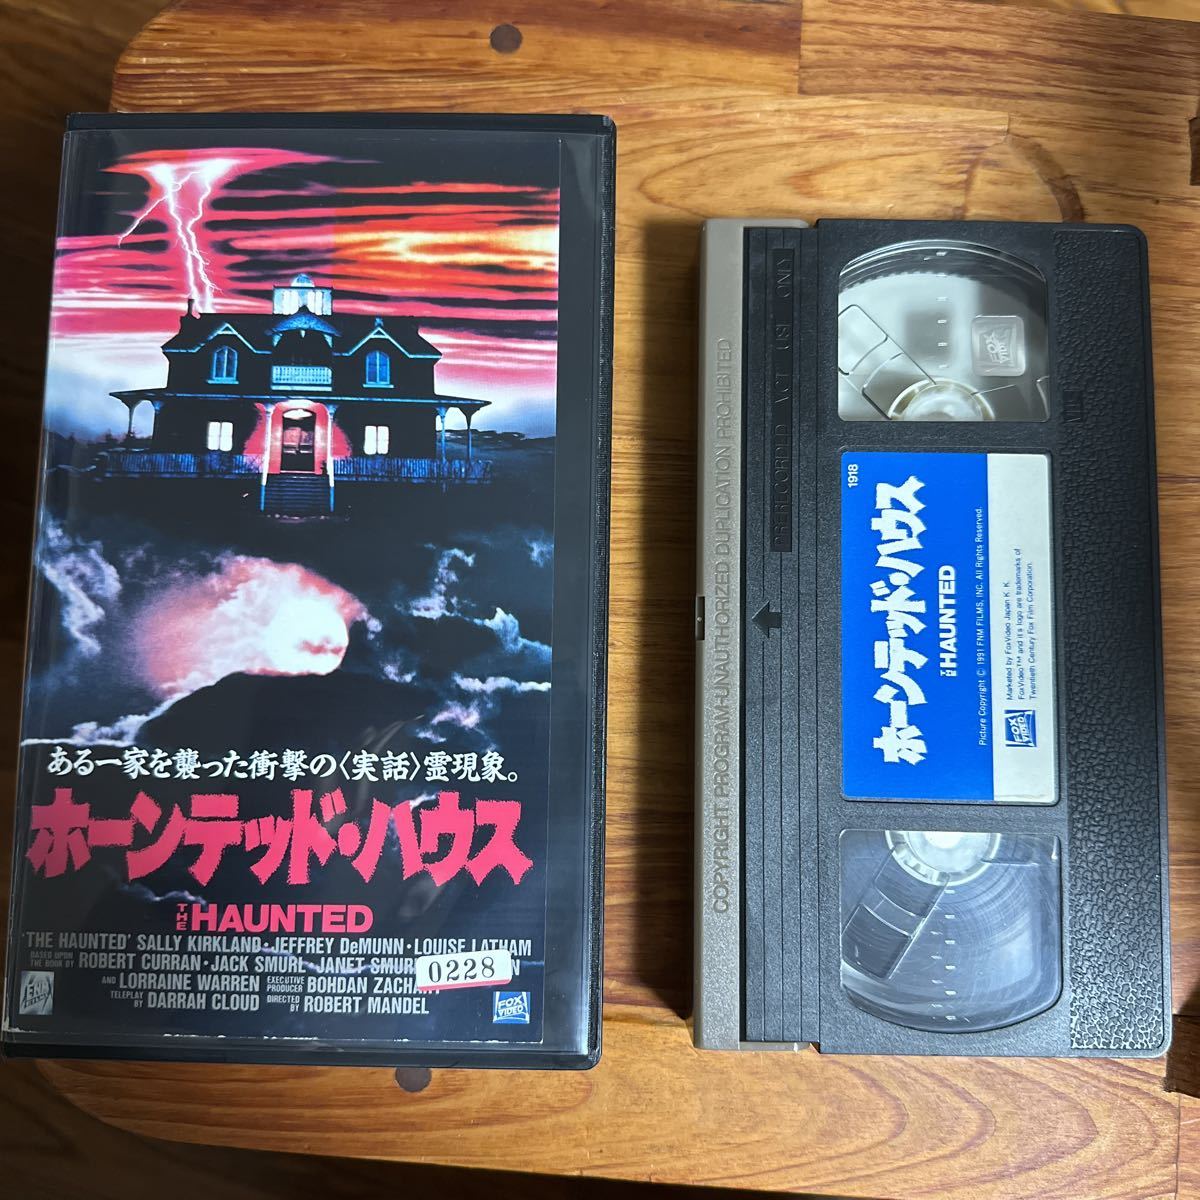 ある一家を襲った衝撃の〈実話〉霊現象。
ホーンテッド・ハウス
THE HAUNTED
'THE HAUNTED' SALLY KIRKLAND・JEFFREY DeMUNN・LOUISE LATHAM
BASED UPON THE BOOK BY ROBERT CURRAN・JACK SMURL・JANET SMURL
0228
AND LORRAINE WARREN EXECUTIVE PRODUCER BOHDAN ZACHARY
TELEPLAY BY DARRAH CLOUD DIRECTED BY ROBERT MANDEL
FOX VIDEO
COPYRIGHT PROGRAM-UNAUTHORIZED DUPLICATION PROHIBITED
FOX VIDEO
1918
ホーンテッド・ハウス
THE HAUNTED
Picture Copyright © 1991 FNM FILMS, INC. All Rights Reserved.
FOX VIDEO
Marketed by FoxVideo Japan K. K.
FoxVideo™ and it's logo are trademarks of
Twentieth Century Fox Film Corporation.